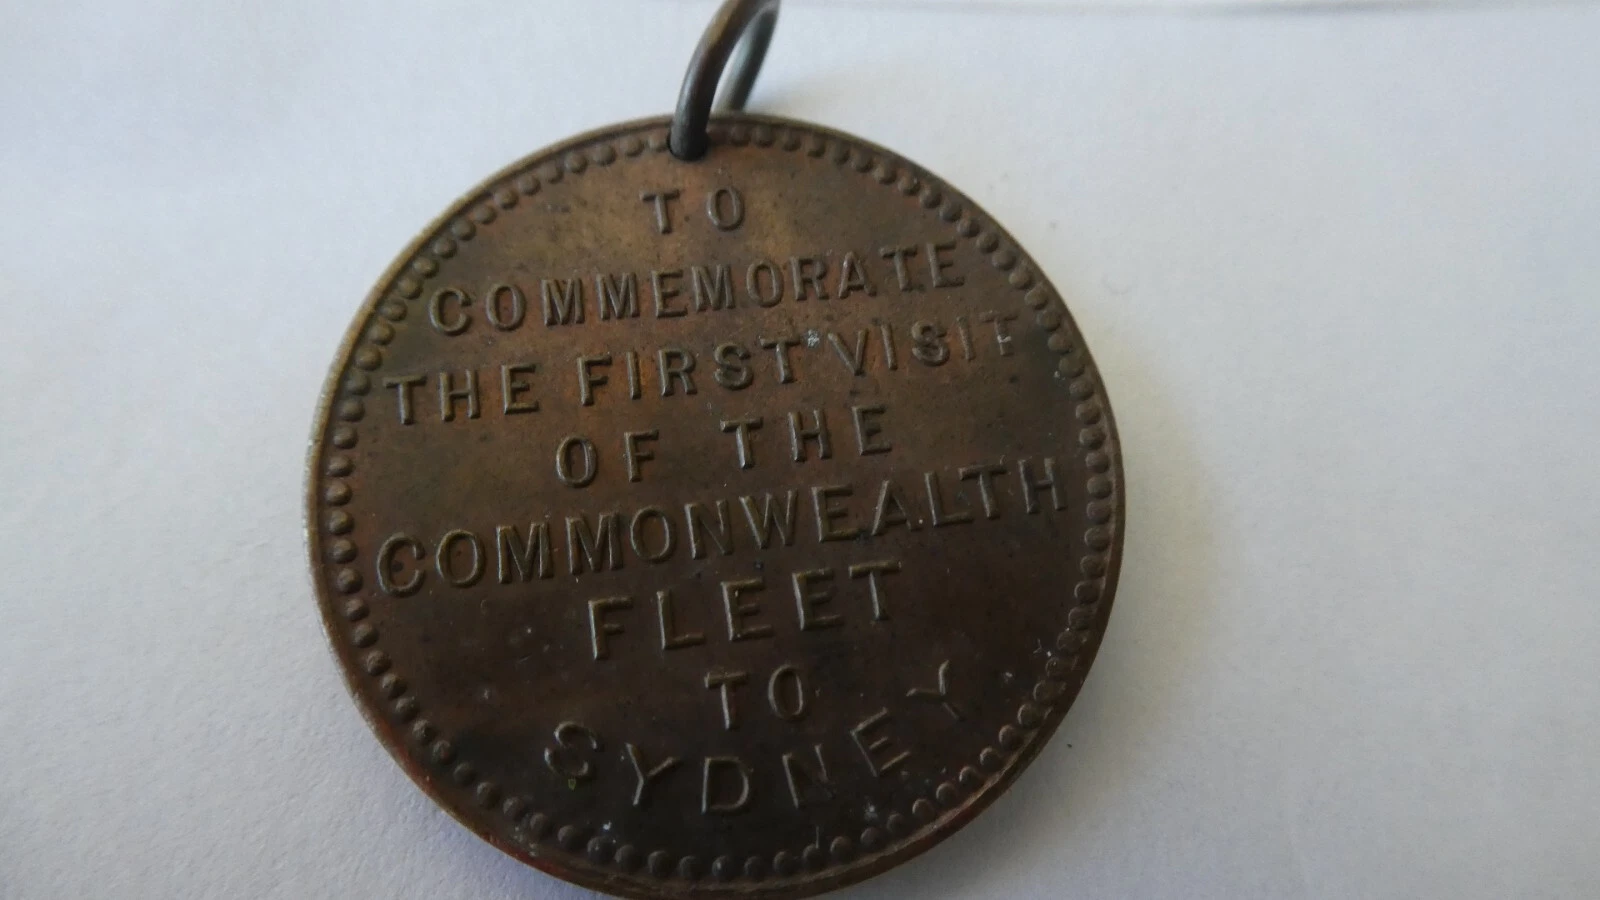 TO
COMMEMORATE
THE FIRST VISIT
OF THE
COMMONWEALTH
FLEET
TO
SYDNEY